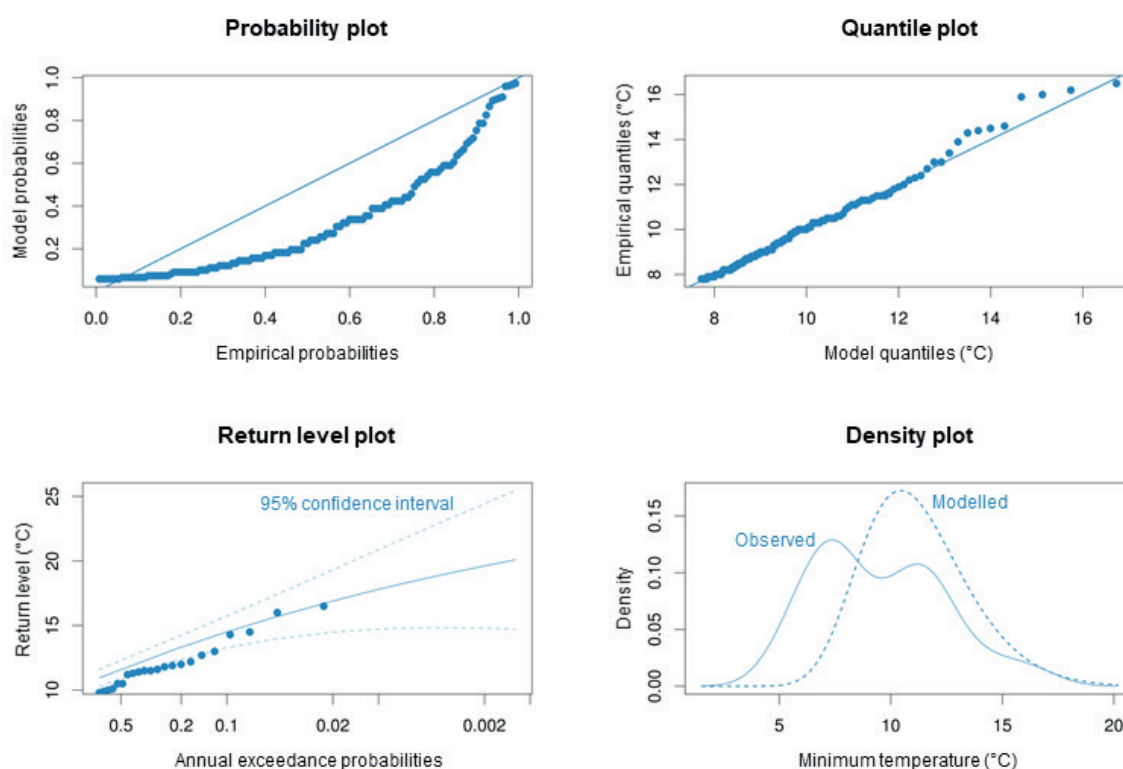 Probability plot
Model probabilities
1.0
0.8
0.6
0.4
0.2
0.0 0.2 0.4 0.6 0.8 1.0
Empirical probabilities
Quantile plot
Empirical quantiles (°C)
16
14
12
10
8
8 10 12 14 16
Model quantiles (°C)
Return level plot
Return level (°C)
25
20
15
10
95% confidence interval
0.5 0.2 0.1 0.02 0.002
Annual exceedance probabilities
Density plot
Density
0.15
0.10
0.05
0.00
Modelled
Observed
5 10 15 20
Minimum temperature (°C)